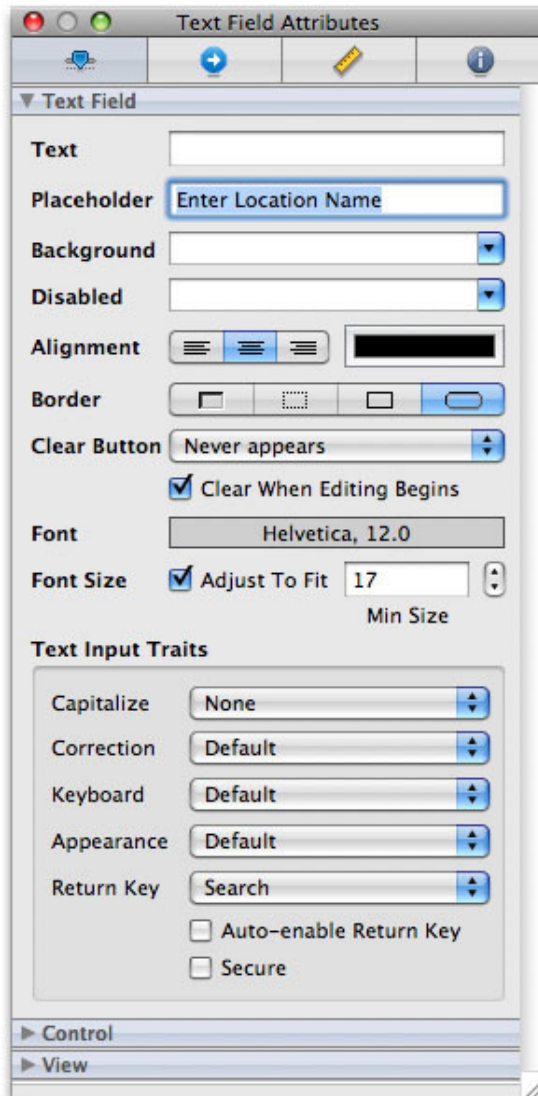 Text Field Attributes
Text Field
Text
Placeholder Enter Location Name
Background
Disabled
Alignment
Border
Clear Button Never appears
Clear When Editing Begins
Font Helvetica, 12.0
Font Size Adjust To Fit 17
Min Size
Text Input Traits
Capitalize None
Correction Default
Keyboard Default
Appearance Default
Return Key Search
Auto-enable Return Key
Secure
Control
View